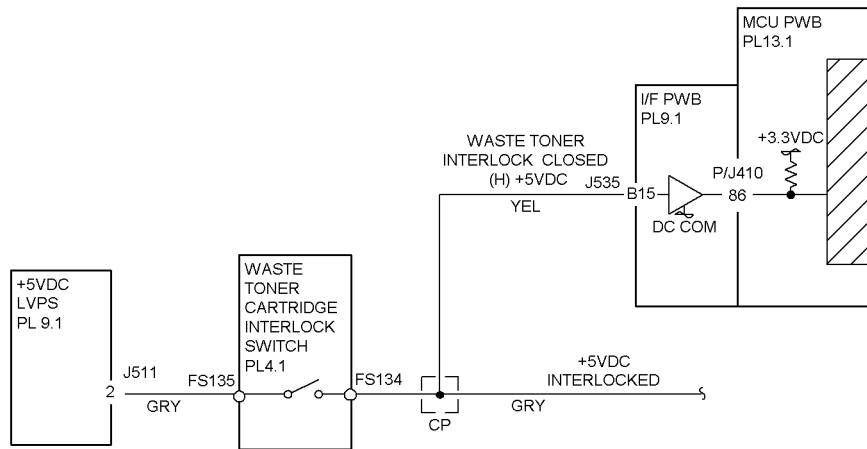 MCU PWB
PL13.1
I/F PWB
PL9.1
+3.3VDC
WASTE TONER
INTERLOCK CLOSED
(H) +5VDC
J535
P/J410
B15
86
YEL
DC COM
+5VDC
LVPS
PL 9.1
WASTE
TONER
CARTRIDGE
INTERLOCK
SWITCH
PL4.1
+5VDC
INTERLOCKED
J511
FS135
FS134
2
GRY
GRY
CP